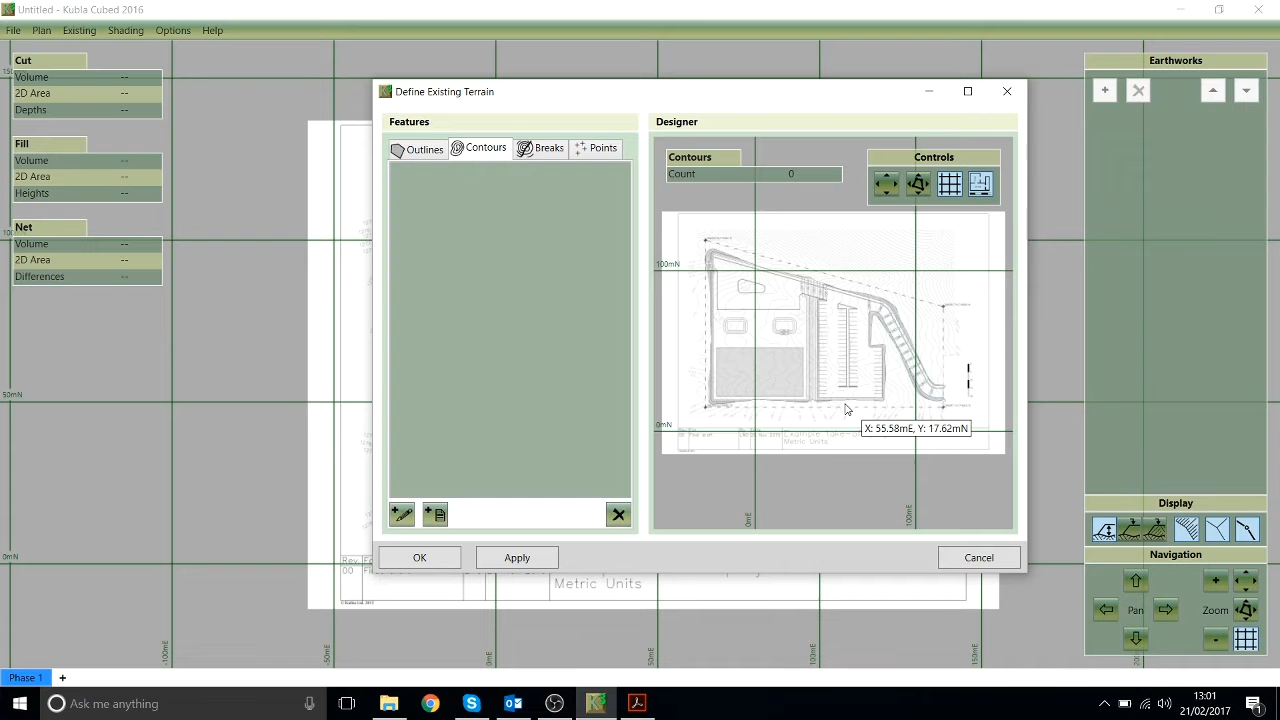 Untitled - Kubla Cubed 2016
File Plan Existing Shading Options Help
Cut
Volume --
2D Area --
Depths --
Fill
Volume --
2D Area --
Heights --
Net
Volume --
2D Area --
Differences --
50mN
0mN
-100mE
-50mE
0mE
50mE
100mE
150mE
Metric Units
Define Existing Terrain
Features
Outlines Contours Breaks Points
OK Apply Cancel
Designer
Contours
Count 0
Controls
100mN
0mN
0mE
100mE
X: 55.58mE, Y: 17.62mN
Metric Units
Earthworks
Display
Navigation
Pan Zoom
Phase 1 +
Ask me anything
13:01
21/02/2017